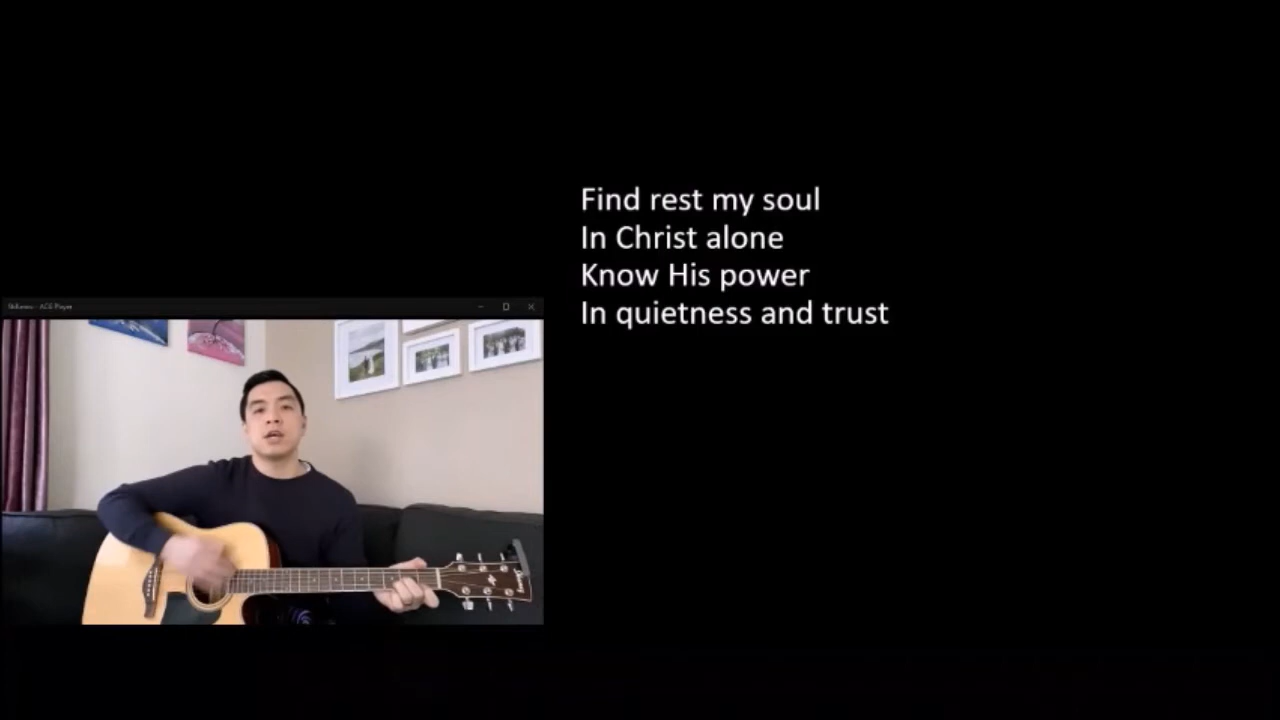 Find rest my soul
In Christ alone
Know His power
In quietness and trust